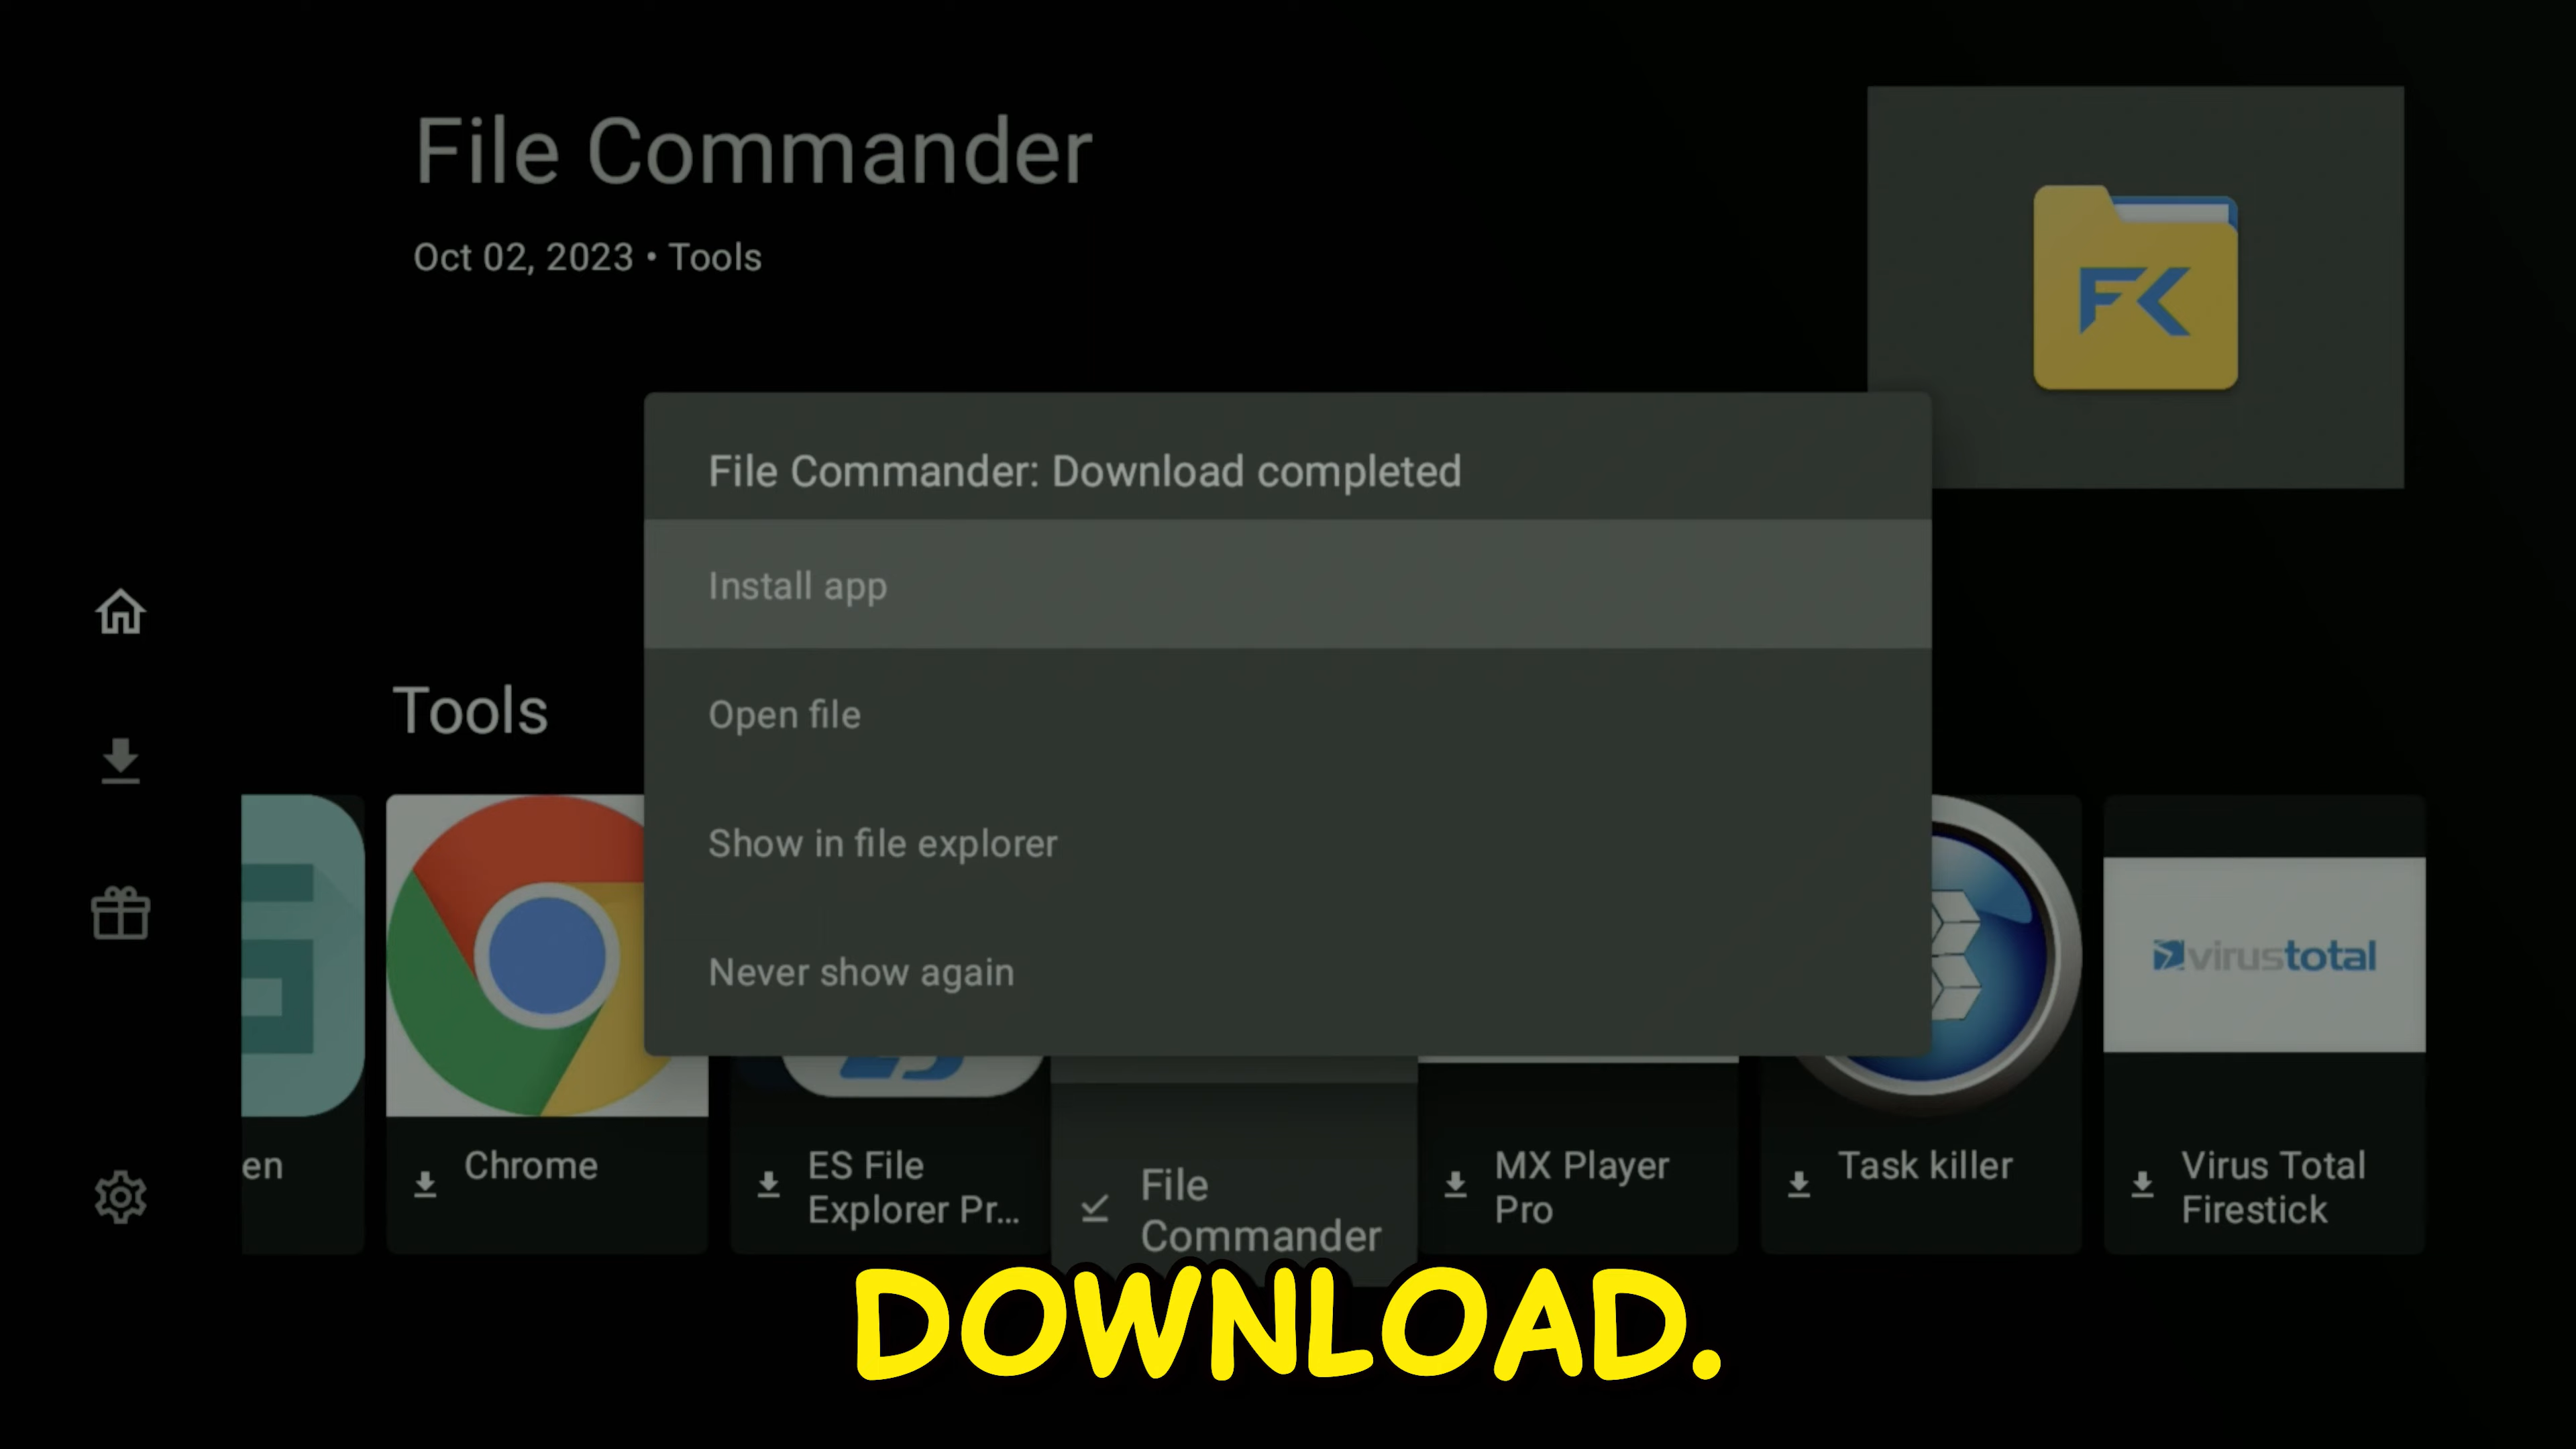 File Commander
Oct 02, 2023 • Tools
FC
File Commander: Download completed
Install app
Open file
Show in file explorer
Never show again
Tools
virustotal
en
Chrome
ES File
Explorer Pr...
File
Commander
MX Player
Pro
Task killer
Virus Total
Firestick
DOWNLOAD.